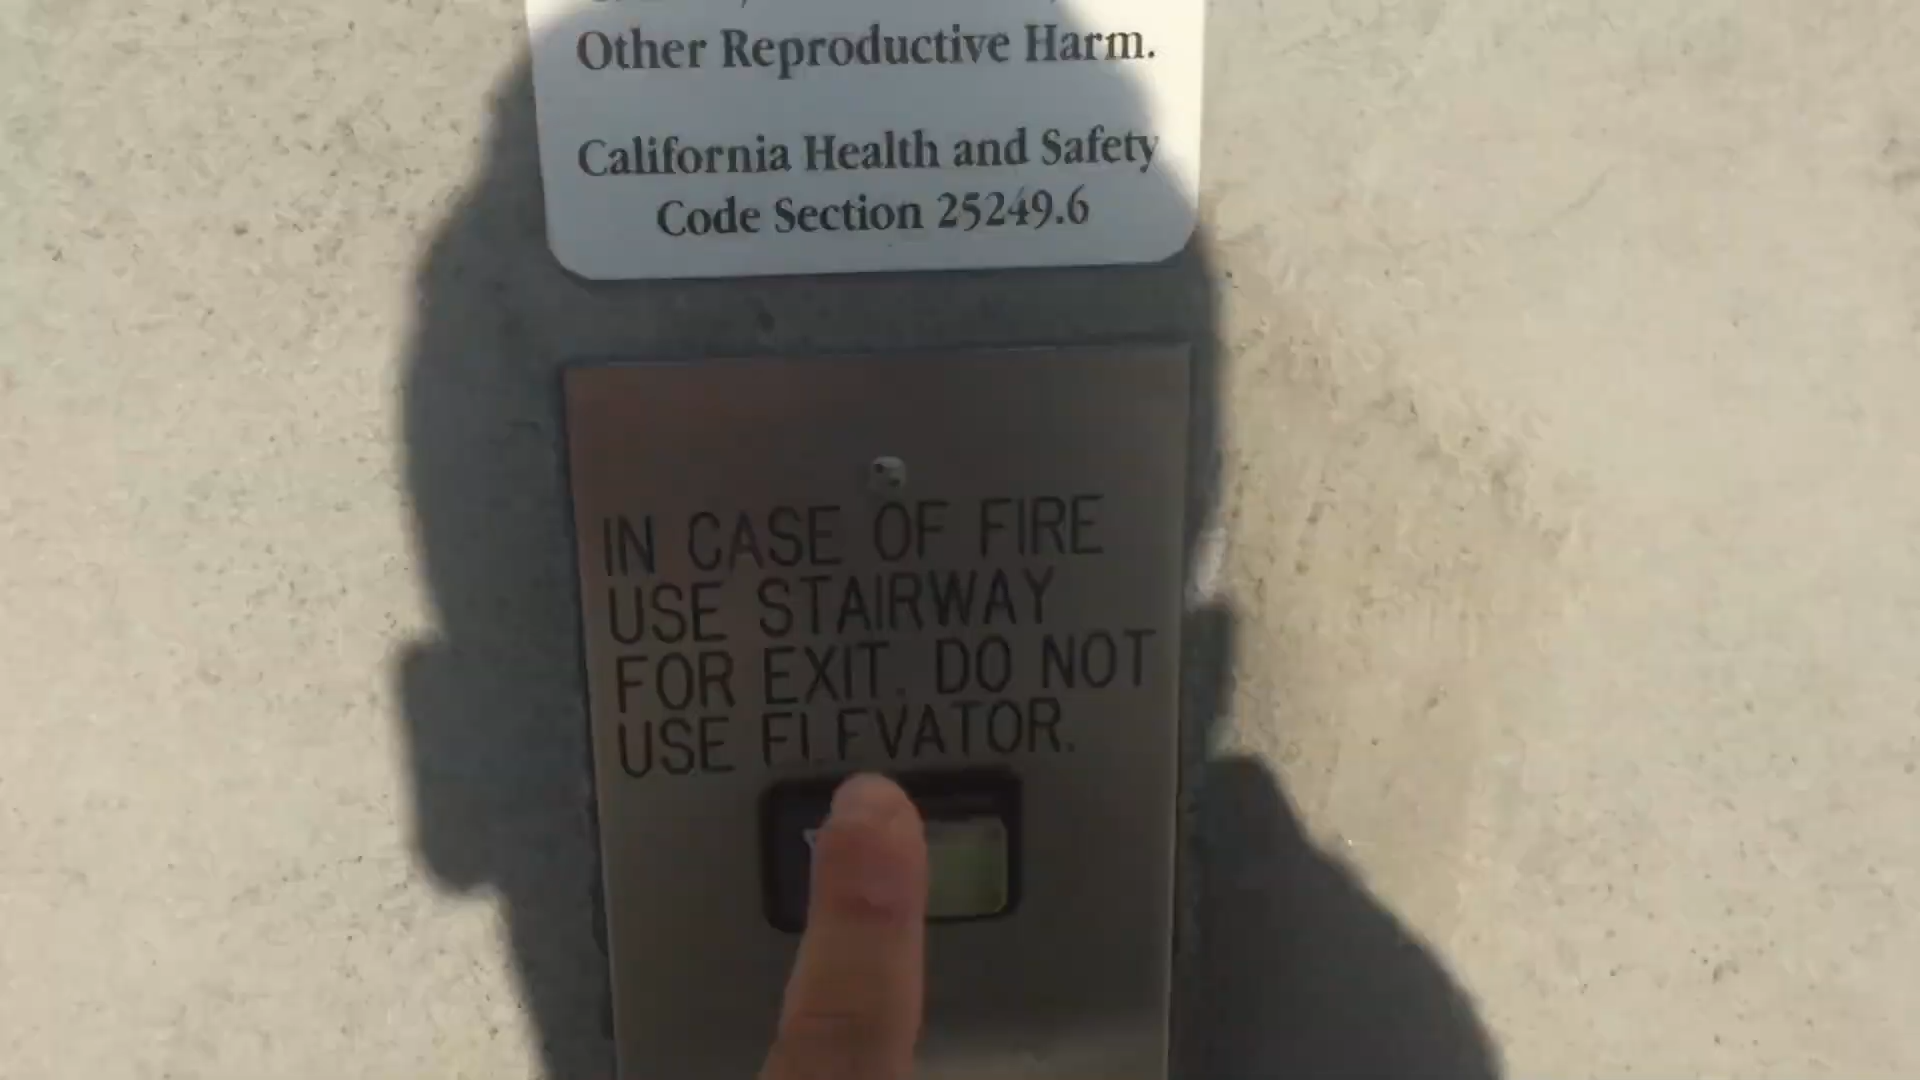 Other Reproductive Harm.
California Health and Safety
Code Section 25249.6
IN CASE OF FIRE
USE STAIRWAY
FOR EXIT. DO NOT
USE ELEVATOR.